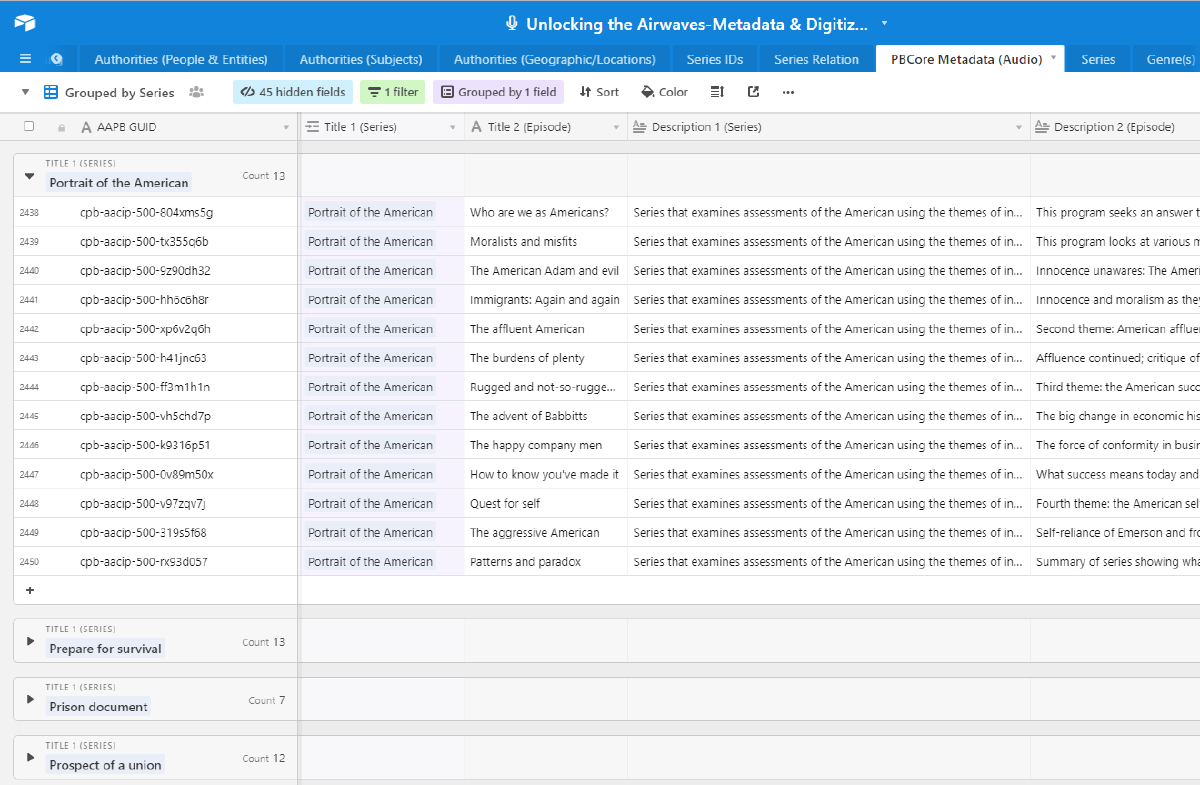 Unlocking the Airwaves-Metadata & Digitiz...
Authorities (People & Entities) Authorities (Subjects) Authorities (Geographic/Locations) Series IDs Series Relation PBCore Metadata (Audio) Series Genre(s)
Grouped by Series 45 hidden fields 1 filter Grouped by 1 field Sort Color ...
AAPB GUID Title 1 (Series) Title 2 (Episode) Description 1 (Series) Description 2 (Episode)
TITLE 1 (SERIES)
Portrait of the American Count 13
2438 cpb-aacip-500-804xms5g Portrait of the American Who are we as Americans? Series that examines assessments of the American using the themes of in... This program seeks an answer t
2439 cpb-aacip-500-tx355q6b Portrait of the American Moralists and misfits Series that examines assessments of the American using the themes of in... This program looks at various m
2440 cpb-aacip-500-9z90dh32 Portrait of the American The American Adam and evil Series that examines assessments of the American using the themes of in... Innocence unawares: The Ameri
2441 cpb-aacip-500-hh6c6h8r Portrait of the American Immigrants: Again and again Series that examines assessments of the American using the themes of in... Innocence and moralism as they
2442 cpb-aacip-500-xp6v2q6h Portrait of the American The affluent American Series that examines assessments of the American using the themes of in... Second theme: American afflue
2443 cpb-aacip-500-h41jnc63 Portrait of the American The burdens of plenty Series that examines assessments of the American using the themes of in... Affluence continued; critique of
2444 cpb-aacip-500-ff3m1h1n Portrait of the American Rugged and not-so-rugge... Series that examines assessments of the American using the themes of in... Third theme: the American succ
2445 cpb-aacip-500-vh5chd7p Portrait of the American The advent of Babbitts Series that examines assessments of the American using the themes of in... The big change in economic his
2446 cpb-aacip-500-k9316p51 Portrait of the American The happy company men Series that examines assessments of the American using the themes of in... The force of conformity in busin
2447 cpb-aacip-500-0v89m50x Portrait of the American How to know you've made it Series that examines assessments of the American using the themes of in... What success means today and
2448 cpb-aacip-500-v97zqv7j Portrait of the American Quest for self Series that examines assessments of the American using the themes of in... Fourth theme: the American sel
2449 cpb-aacip-500-319s5f68 Portrait of the American The aggressive American Series that examines assessments of the American using the themes of in... Self-reliance of Emerson and fro
2450 cpb-aacip-500-rx93d057 Portrait of the American Patterns and paradox Series that examines assessments of the American using the themes of in... Summary of series showing wha
+
TITLE 1 (SERIES)
Prepare for survival Count 13
TITLE 1 (SERIES)
Prison document Count 7
TITLE 1 (SERIES)
Prospect of a union Count 12